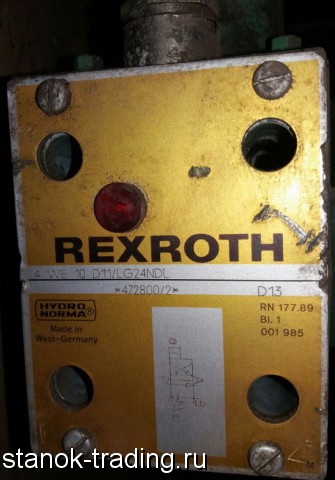 REXROTH
4 WE 10 D11/LG24NDL
*472800/2*
D13
HYDRO
NORMA®
Made in
West-Germany
RN 177.89
Bl. 1
001 985
M
stanok-trading.ru